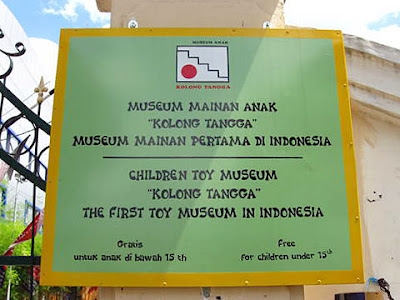 MUSEUM ANAK
KOLONG TANGGA
MUSEUM MAINAN ANAK
"KOLONG TANGGA"
MUSEUM MAINAN PERTAMA DI INDONESIA
CHILDREN TOY MUSEUM
"KOLONG TANGGA"
THE FIRST TOY MUSEUM IN INDONESIA
Gratis
untuk anak di bawah 15 th
Free
for children under 15th